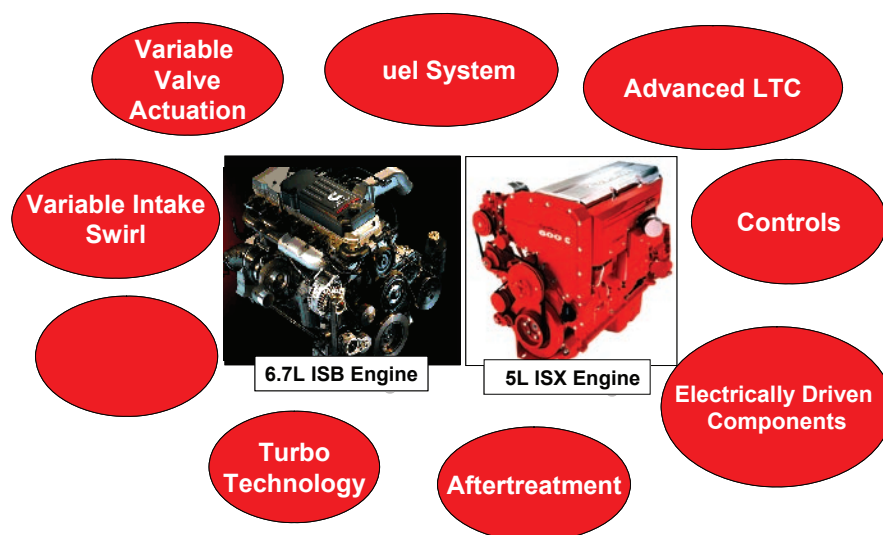 Variable
Valve
Actuation
uel System
Advanced LTC
Variable Intake
Swirl
Controls
6.7L ISB Engine
5L ISX Engine
Electrically Driven
Components
Turbo
Technology
Aftertreatment